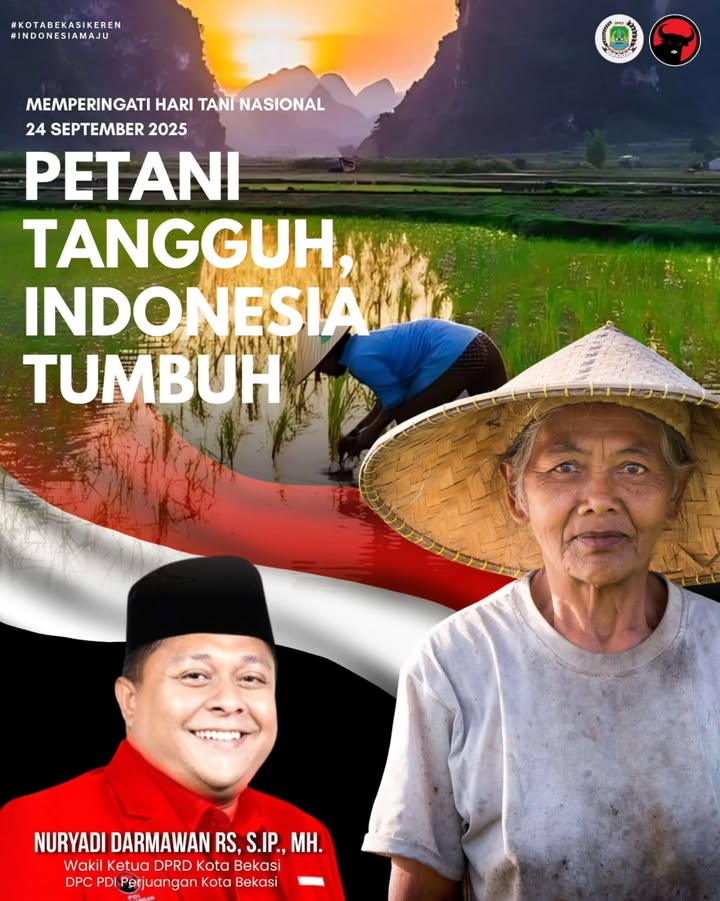 #KOTABEKASIKEREN
#INDONESIAMAJU
MEMPERINGATI HARI TANI NASIONAL
24 SEPTEMBER 2025
PETANI
TANGGUH,
INDONESIA
TUMBUH
NURYADI DARMAWAN RS, S.IP., MH.
Wakil Ketua DPRD Kota Bekasi
DPC PDI Perjuangan Kota Bekasi
PDI